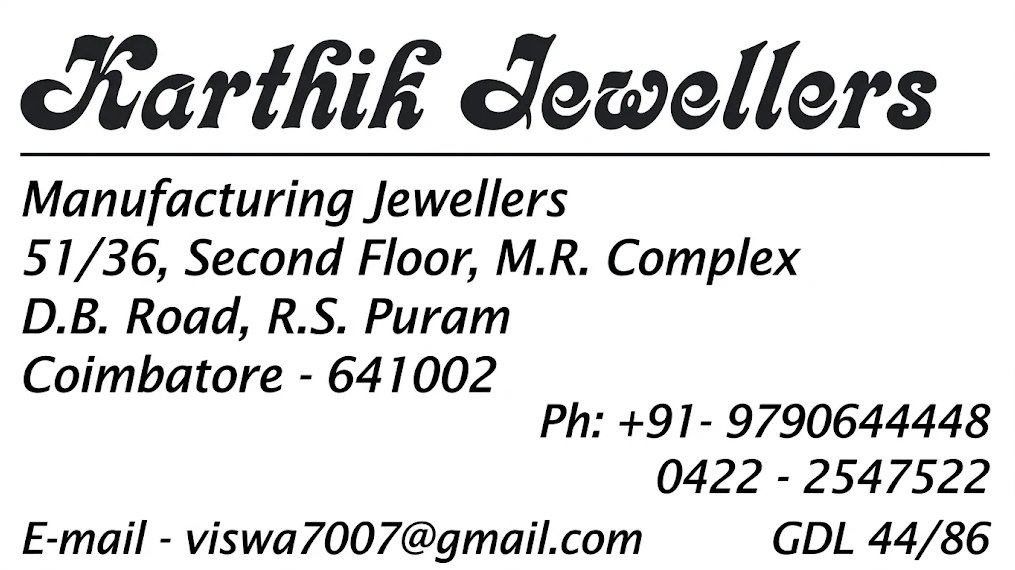 Karthik Jewellers
Manufacturing Jewellers
51/36, Second Floor, M.R. Complex
D.B. Road, R.S. Puram
Coimbatore - 641002
Ph: +91- 9790644448
0422 - 2547522
E-mail - viswa7007@gmail.com GDL 44/86